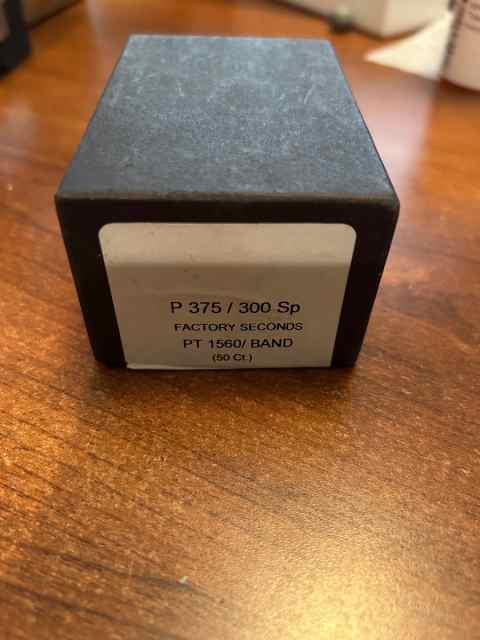 P 375 / 300 Sp
FACTORY SECONDS
PT 1560/ BAND
(50 Ct.)